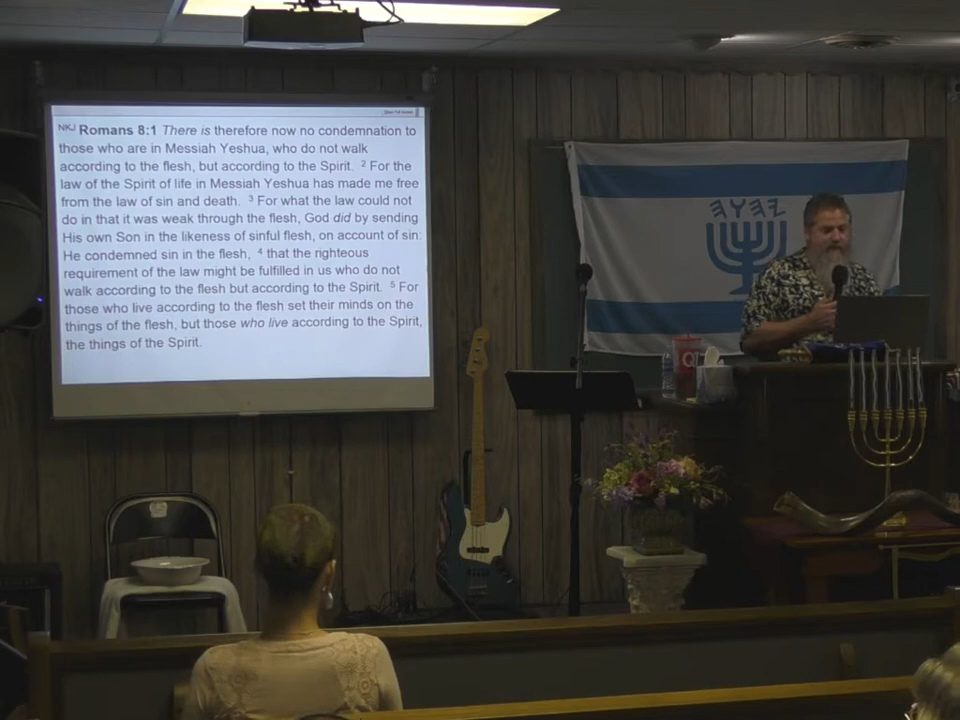 NKJ Romans 8:1 There is therefore now no condemnation to
those who are in Messiah Yeshua, who do not walk
according to the flesh, but according to the Spirit. 2 For the
law of the Spirit of life in Messiah Yeshua has made me free
from the law of sin and death. 3 For what the law could not
do in that it was weak through the flesh, God did by sending
His own Son in the likeness of sinful flesh, on account of sin:
He condemned sin in the flesh, 4 that the righteous
requirement of the law might be fulfilled in us who do not
walk according to the flesh but according to the Spirit. 5 For
those who live according to the flesh set their minds on the
things of the flesh, but those who live according to the Spirit,
the things of the Spirit.
𐤉𐤄𐤅𐤄
QT